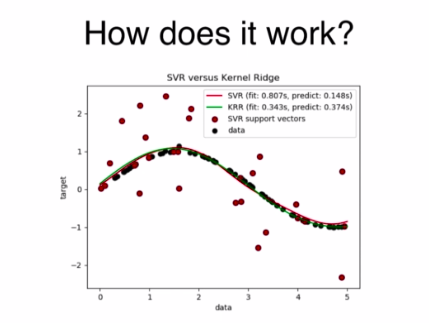 How does it work?
SVR versus Kernel Ridge
SVR (fit: 0.807s, predict: 0.148s)
KRR (fit: 0.343s, predict: 0.374s)
SVR support vectors
data
target
2
1
0
−1
−2
0 1 2 3 4 5
data